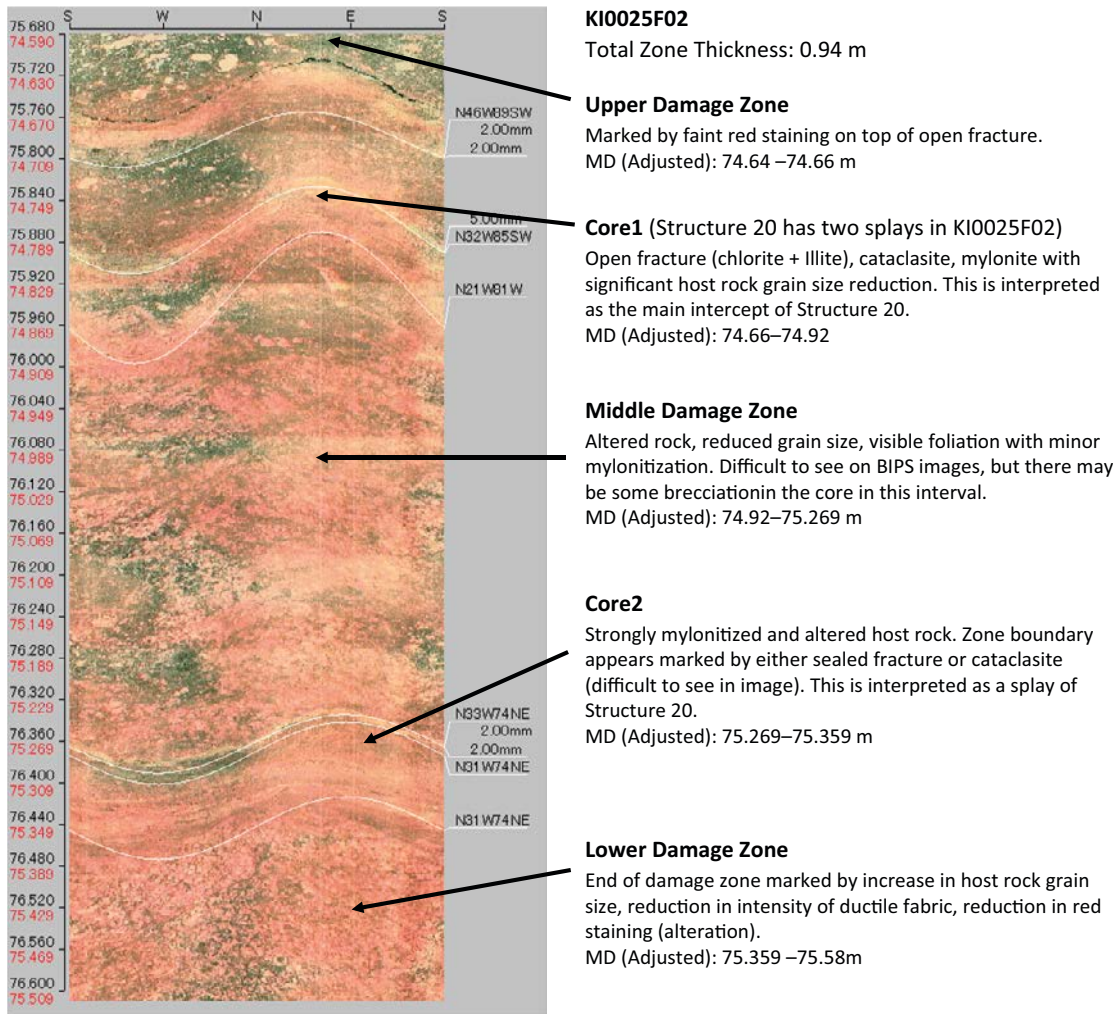 S W N E S
75.680
74.590
75.720
74.630
75.760
74.670
75.800
74.709
75.840
74.749
75.880
74.789
75.920
74.829
75.960
74.869
76.000
74.909
76.040
74.949
76.080
74.989
76.120
75.029
76.160
75.069
76.200
75.109
76.240
75.149
76.280
75.189
76.320
75.229
76.360
75.269
76.400
75.309
76.440
75.349
76.480
75.389
76.520
75.429
76.560
75.469
76.600
75.509
N46W89SW
2.00mm
2.00mm
5.00mm
N32W85SW
N21W81W
N33W74NE
2.00mm
2.00mm
N31W74NE
N31W74NE
KI0025F02
Total Zone Thickness: 0.94 m
Upper Damage Zone
Marked by faint red staining on top of open fracture.
MD (Adjusted): 74.64 –74.66 m
Core1 (Structure 20 has two splays in KI0025F02)
Open fracture (chlorite + Illite), cataclasite, mylonite with
significant host rock grain size reduction. This is interpreted
as the main intercept of Structure 20.
MD (Adjusted): 74.66–74.92
Middle Damage Zone
Altered rock, reduced grain size, visible foliation with minor
mylonitization. Difficult to see on BIPS images, but there may
be some brecciationin the core in this interval.
MD (Adjusted): 74.92–75.269 m
Core2
Strongly mylonitized and altered host rock. Zone boundary
appears marked by either sealed fracture or cataclasite
(difficult to see in image). This is interpreted as a splay of
Structure 20.
MD (Adjusted): 75.269–75.359 m
Lower Damage Zone
End of damage zone marked by increase in host rock grain
size, reduction in intensity of ductile fabric, reduction in red
staining (alteration).
MD (Adjusted): 75.359 –75.58m